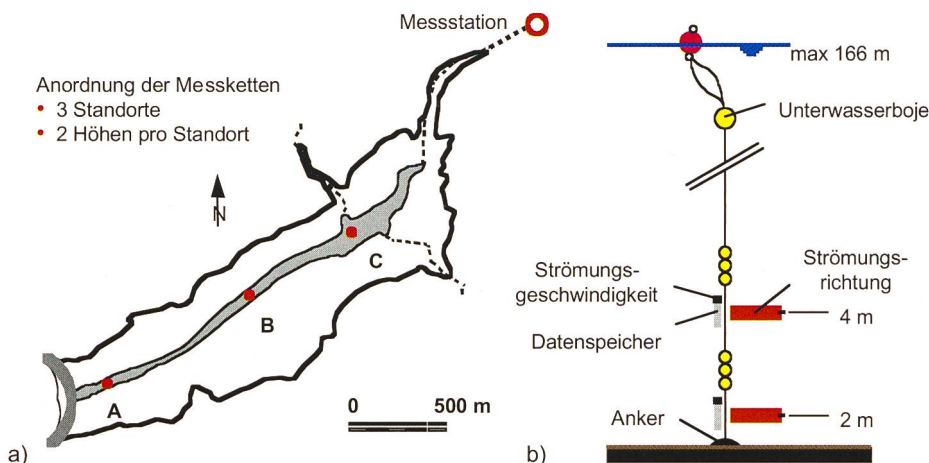 Messstation
Anordnung der Messketten
3 Standorte
2 Höhen pro Standort
N
A
B
C
0 500 m
a)
max 166 m
Unterwasserboje
Strömungs-
geschwindigkeit
Strömungs-
richtung
Datenspeicher
4 m
Anker
2 m
b)